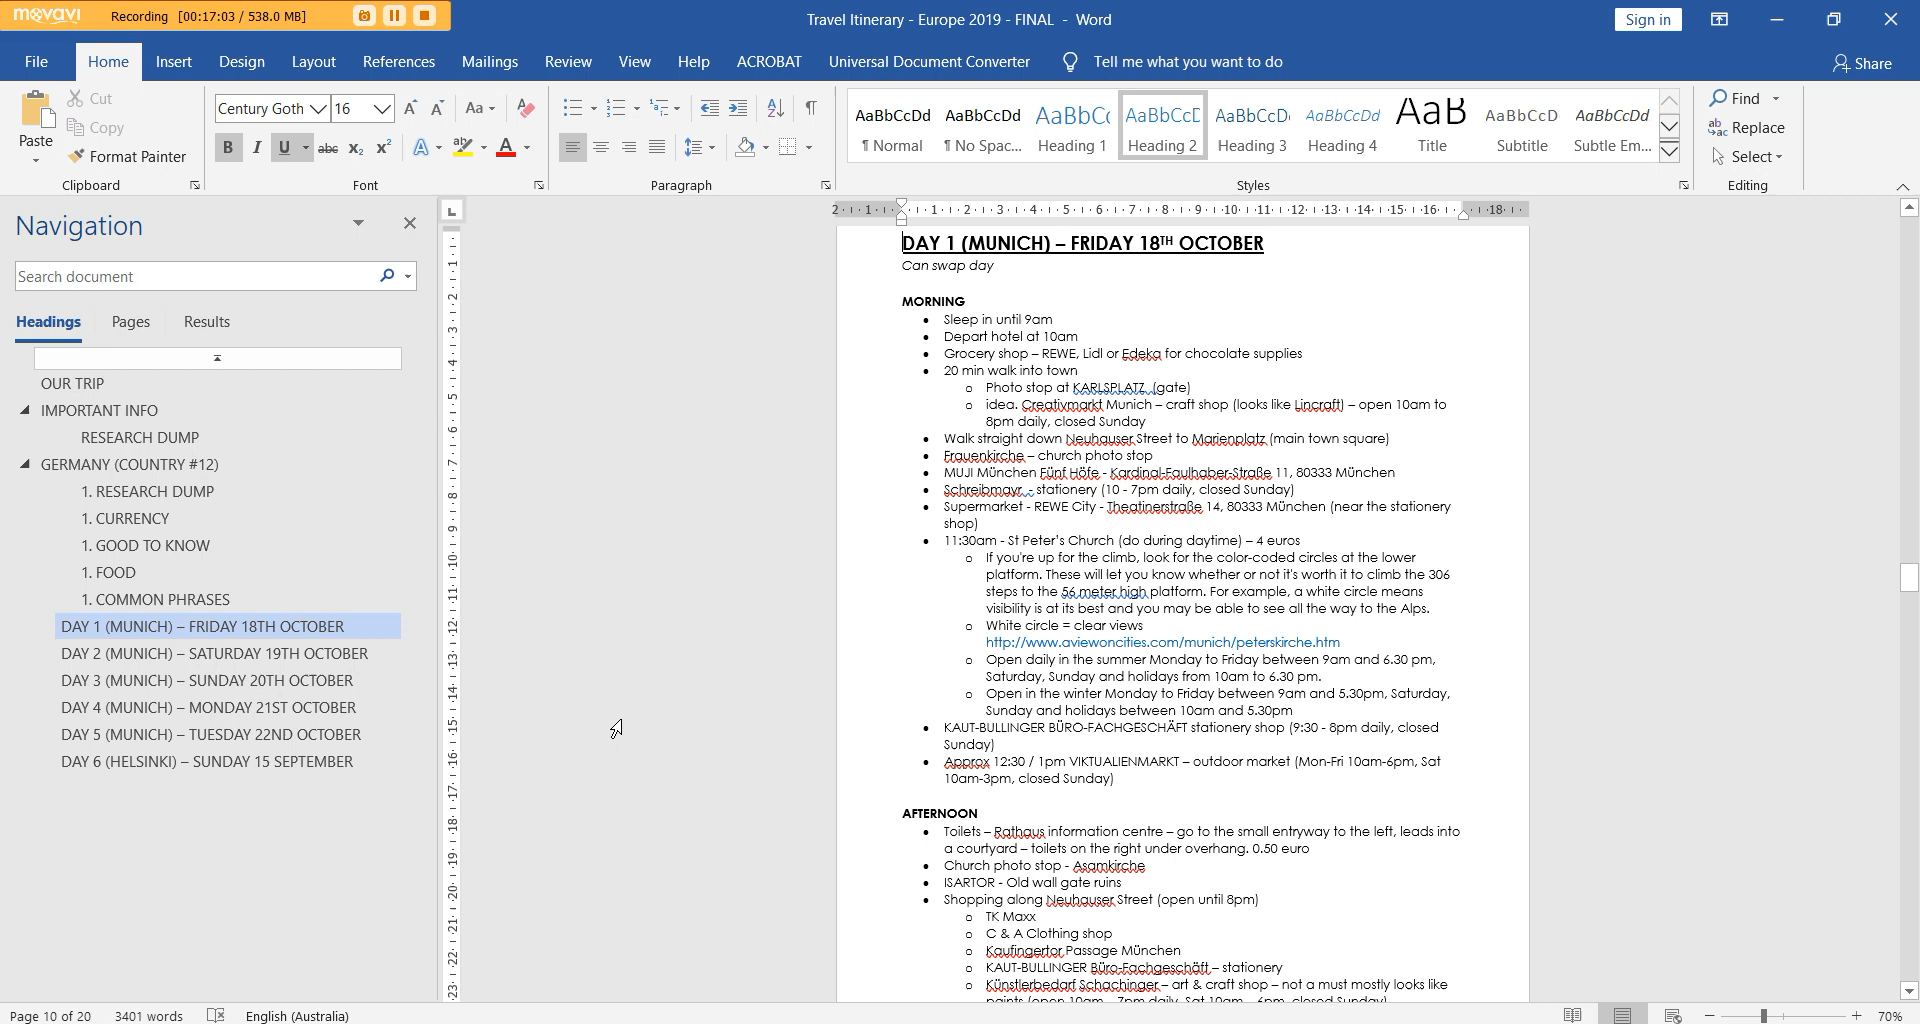 movavi Recording [00:17:03 / 538.0 MB]
Travel Itinerary - Europe 2019 - FINAL - Word
Sign in
File Home Insert Design Layout References Mailings Review View Help ACROBAT Universal Document Converter Tell me what you want to do Share
Paste
Cut
Copy
Format Painter
Clipboard
Century Goth 16
Font
Paragraph
AaBbCcDd AaBbCcDd AaBbCc AaBbCcD AaBbCcD AaBbCcDd AaB AaBbCcD AaBbCcDd
¶ Normal ¶ No Spac... Heading 1 Heading 2 Heading 3 Heading 4 Title Subtitle Subtle Em...
Styles
Find
Replace
Select
Editing
Navigation
Search document
Headings Pages Results
OUR TRIP
IMPORTANT INFO
RESEARCH DUMP
GERMANY (COUNTRY #12)
1. RESEARCH DUMP
1. CURRENCY
1. GOOD TO KNOW
1. FOOD
1. COMMON PHRASES
DAY 1 (MUNICH) – FRIDAY 18TH OCTOBER
DAY 2 (MUNICH) – SATURDAY 19TH OCTOBER
DAY 3 (MUNICH) – SUNDAY 20TH OCTOBER
DAY 4 (MUNICH) – MONDAY 21ST OCTOBER
DAY 5 (MUNICH) – TUESDAY 22ND OCTOBER
DAY 6 (HELSINKI) – SUNDAY 15 SEPTEMBER
DAY 1 (MUNICH) – FRIDAY 18TH OCTOBER
Can swap day
MORNING
• Sleep in until 9am
• Depart hotel at 10am
• Grocery shop – REWE, Lidl or Edeka for chocolate supplies
• 20 min walk into town
o Photo stop at KARLSPLATZ (gate)
o idea. Creativmarkt Munich – craft shop (looks like Lincraft) – open 10am to
8pm daily, closed Sunday
• Walk straight down Neuhauser Street to Marienplatz (main town square)
• Frauenkirche – church photo stop
• MUJI München Fünf Höfe - Kardinal-Faulhaber-Straße 11, 80333 München
• Schreibmayr - stationery (10 - 7pm daily, closed Sunday)
• Supermarket - REWE City - Theatinerstraße 14, 80333 München (near the stationery
shop)
• 11:30am - St Peter's Church (do during daytime) – 4 euros
o If you're up for the climb, look for the color-coded circles at the lower
platform. These will let you know whether or not it's worth it to climb the 306
steps to the 56 meter high platform. For example, a white circle means
visibility is at its best and you may be able to see all the way to the Alps.
o White circle = clear views
http://www.aviewoncities.com/munich/peterskirche.htm
o Open daily in the summer Monday to Friday between 9am and 6.30 pm,
Saturday, Sunday and holidays from 10am to 6.30 pm.
o Open in the winter Monday to Friday between 9am and 5.30pm, Saturday,
Sunday and holidays between 10am and 5.30pm
• KAUT-BULLINGER BÜRO-FACHGESCHÄFT stationery shop (9:30 - 8pm daily, closed
Sunday)
• Approx 12:30 / 1pm VIKTUALIENMARKT – outdoor market (Mon-Fri 10am-6pm, Sat
10am-3pm, closed Sunday)
AFTERNOON
• Toilets – Rathaus information centre – go to the small entryway to the left, leads into
a courtyard – toilets on the right under overhang. 0.50 euro
• Church photo stop - Asamkirche
• ISARTOR - Old wall gate ruins
• Shopping along Neuhauser Street (open until 8pm)
o TK Maxx
o C & A Clothing shop
o Kaufingertor Passage München
o KAUT-BULLINGER Büro-Fachgeschäft – stationery
o Künstlerbedarf Schachinger – art & craft shop – not a must mostly looks like
paints (open 10am – 7pm daily, Sat 10am – 6pm, closed Sunday)
Page 10 of 20 3401 words English (Australia) 70%